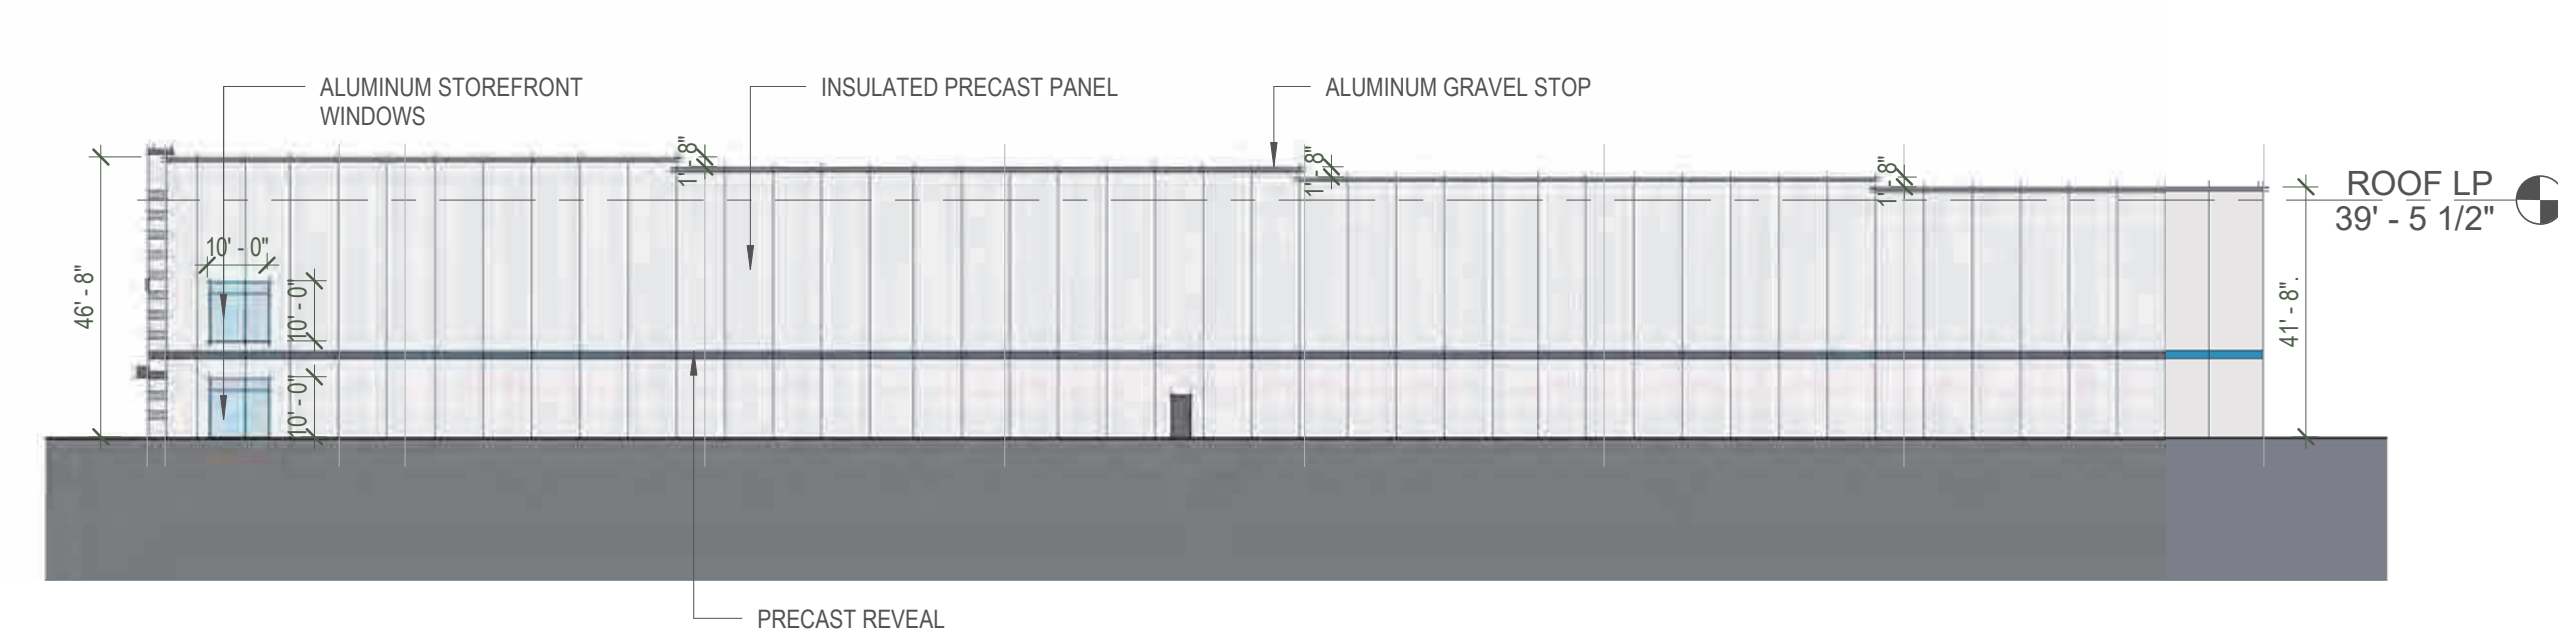 ALUMINUM STOREFRONT
WINDOWS
INSULATED PRECAST PANEL
ALUMINUM GRAVEL STOP
1' - 8"
1' - 8"
1' - 8"
ROOF LP
39' - 5 1/2"
46' - 8"
10' - 0"
10' - 0"
10' - 0"
41' - 8".
PRECAST REVEAL